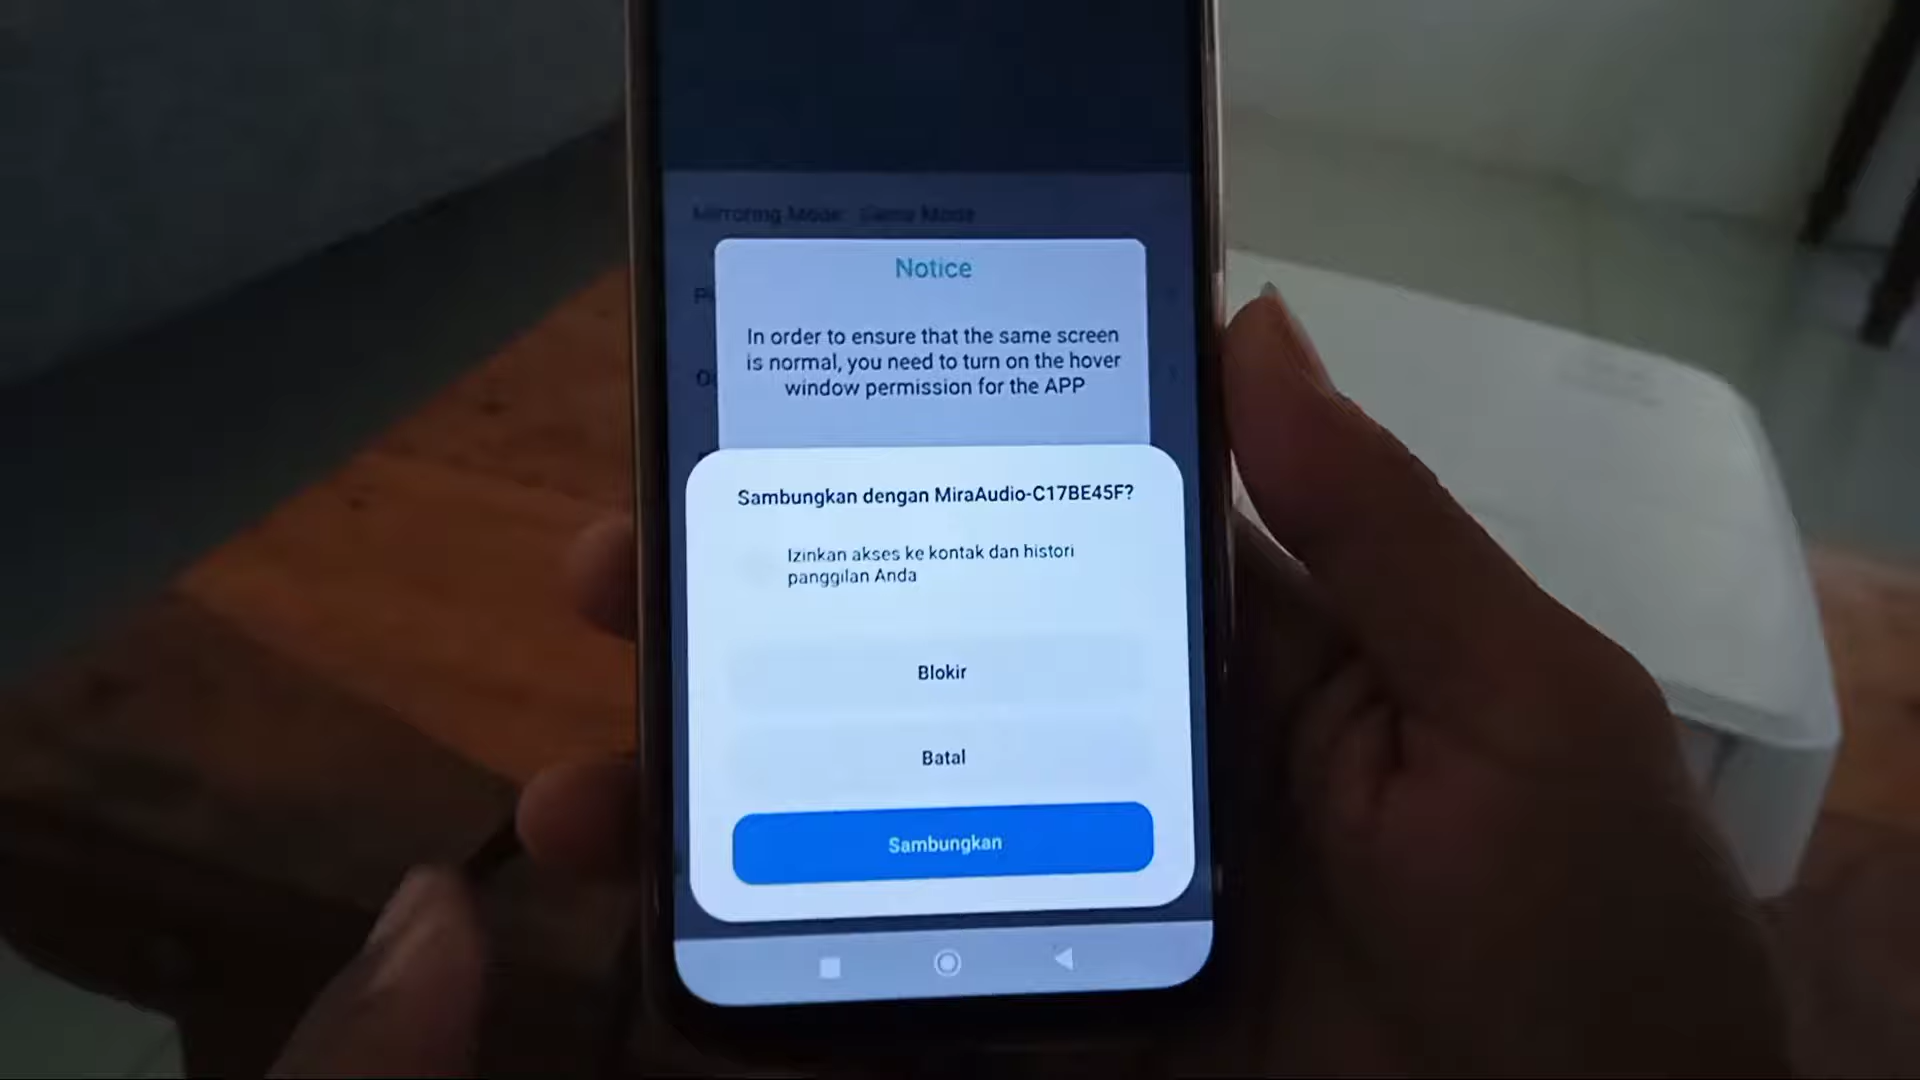 Mirroring Mode: Game Mode
Notice
In order to ensure that the same screen
is normal, you need to turn on the hover
window permission for the APP
Sambungkan dengan MiraAudio-C17BE45F?
Izinkan akses ke kontak dan histori
panggilan Anda
Blokir
Batal
Sambungkan